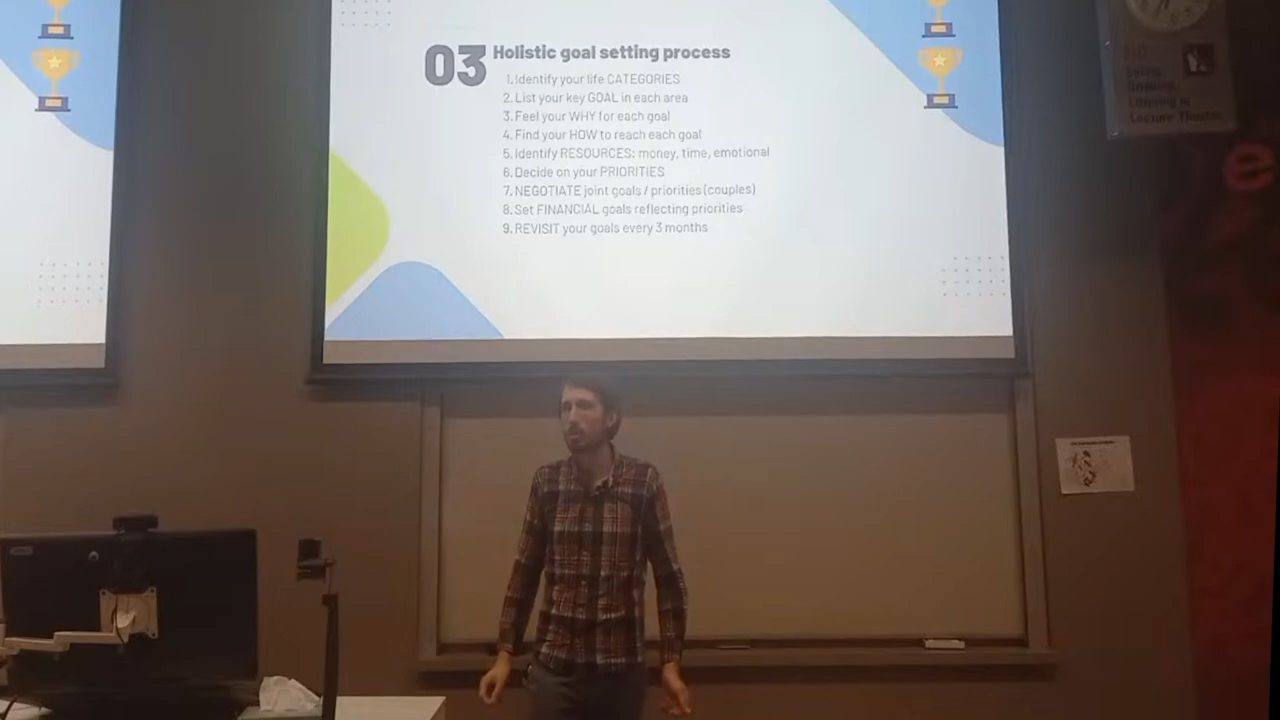 03 Holistic goal setting process
1. Identify your life CATEGORIES
2. List your key GOAL in each area
3. Feel your WHY for each goal
4. Find your HOW to reach each goal
5. Identify RESOURCES: money, time, emotional
6. Decide on your PRIORITIES
7. NEGOTIATE joint goals / priorities (couples)
8. Set FINANCIAL goals reflecting priorities
9. REVISIT your goals every 3 months
Lecture Theatre
e